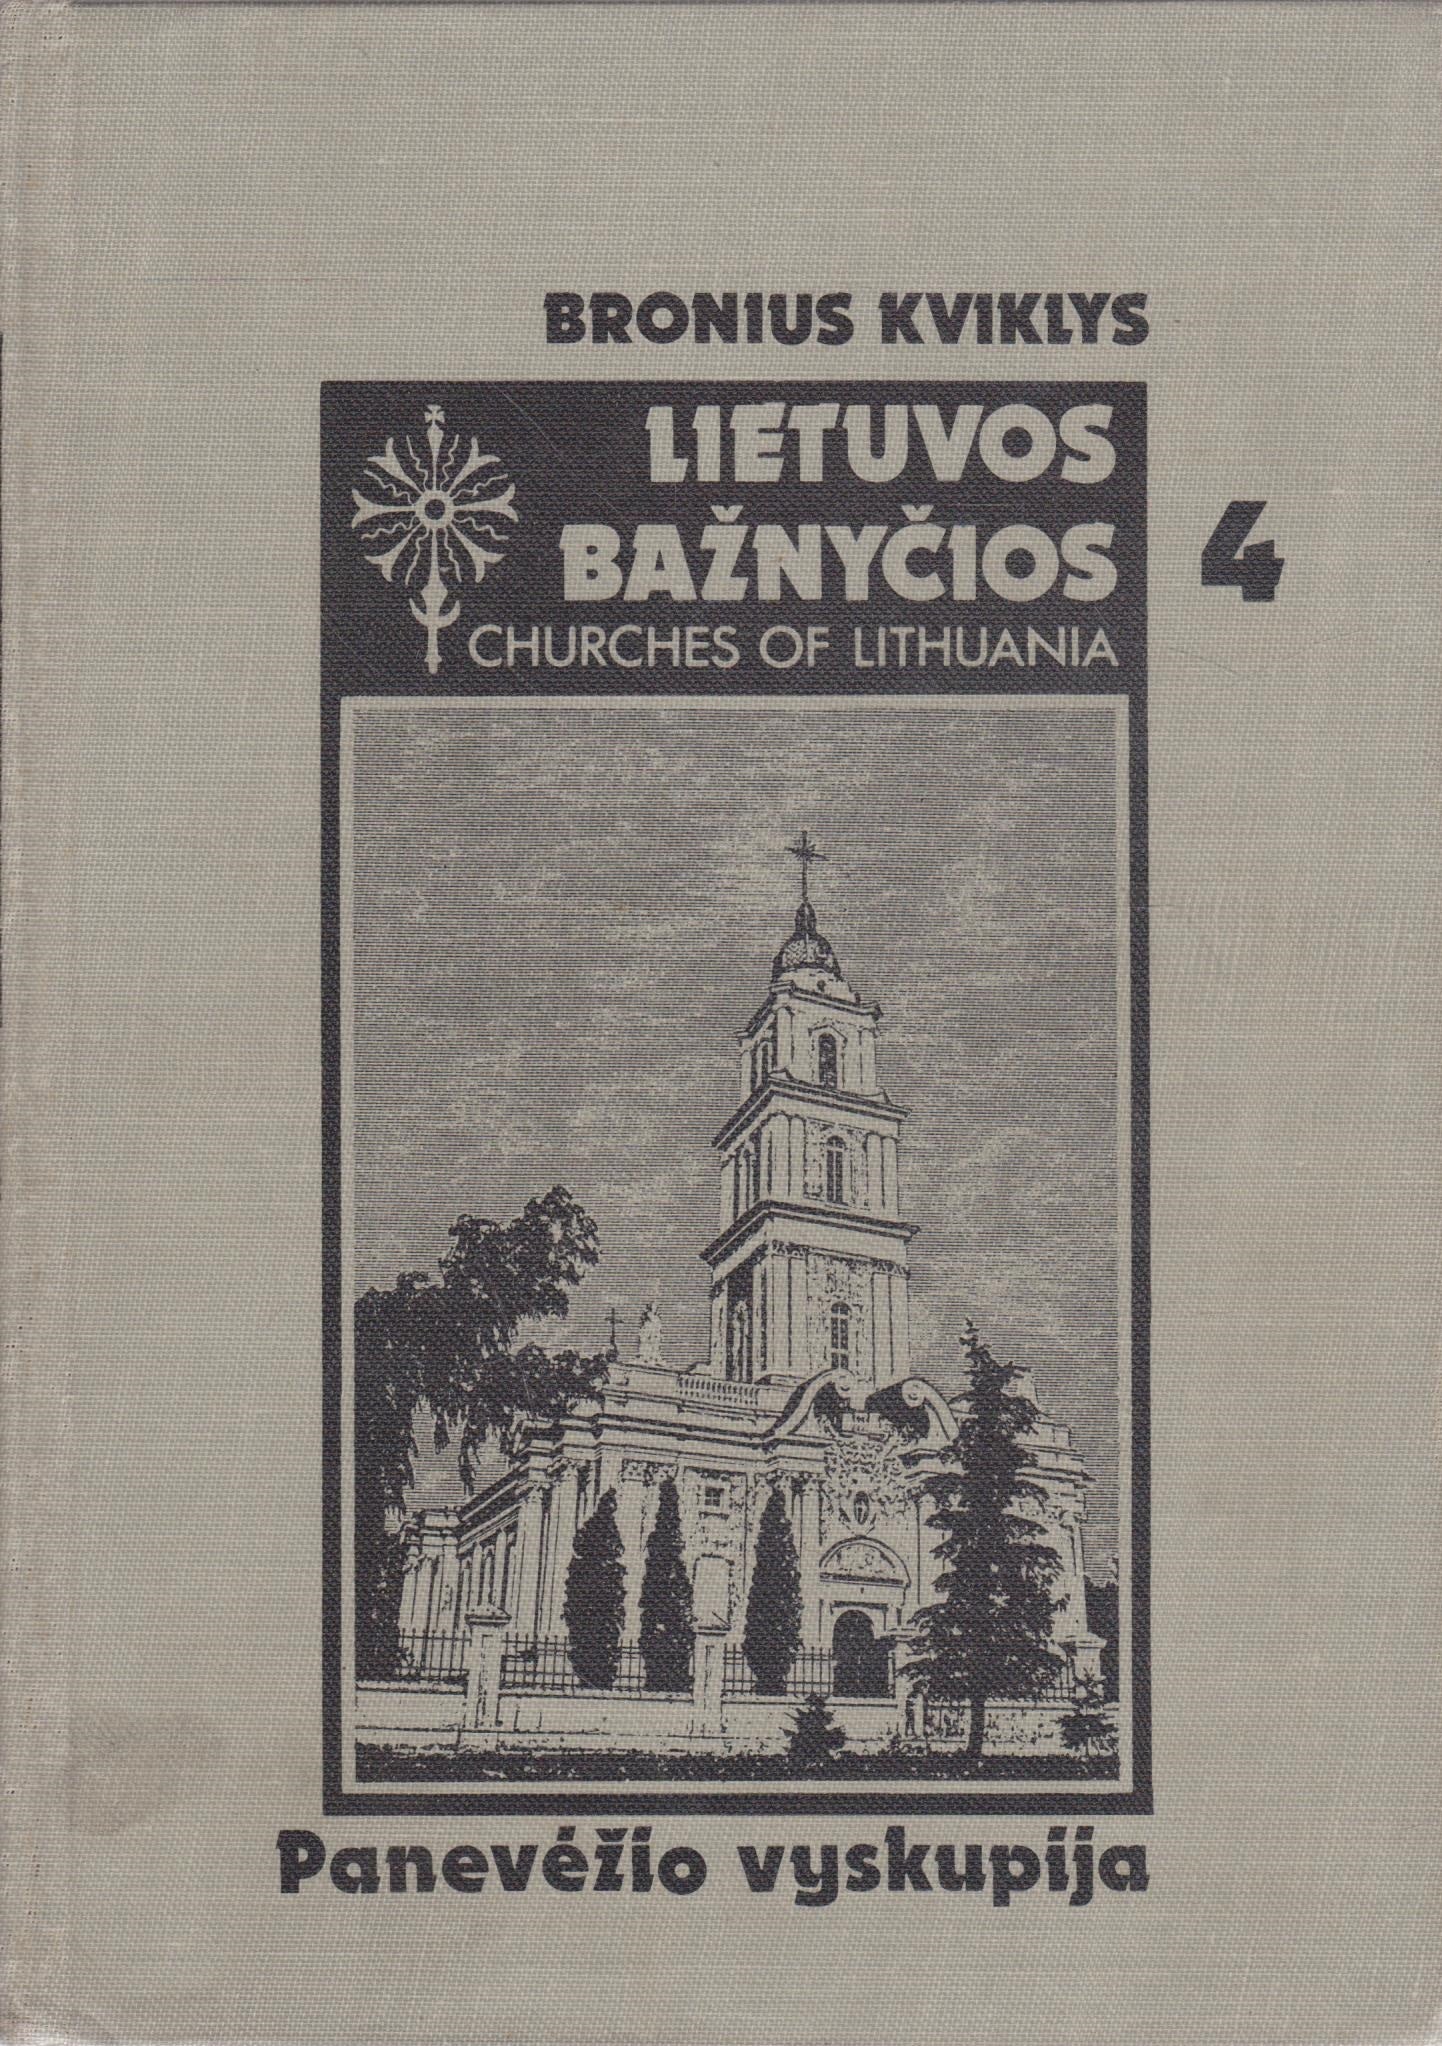 BRONIUS KVIKLYS
LIETUVOS
BAŽNYČIOS
4
CHURCHES OF LITHUANIA
Panevėžio vyskupija